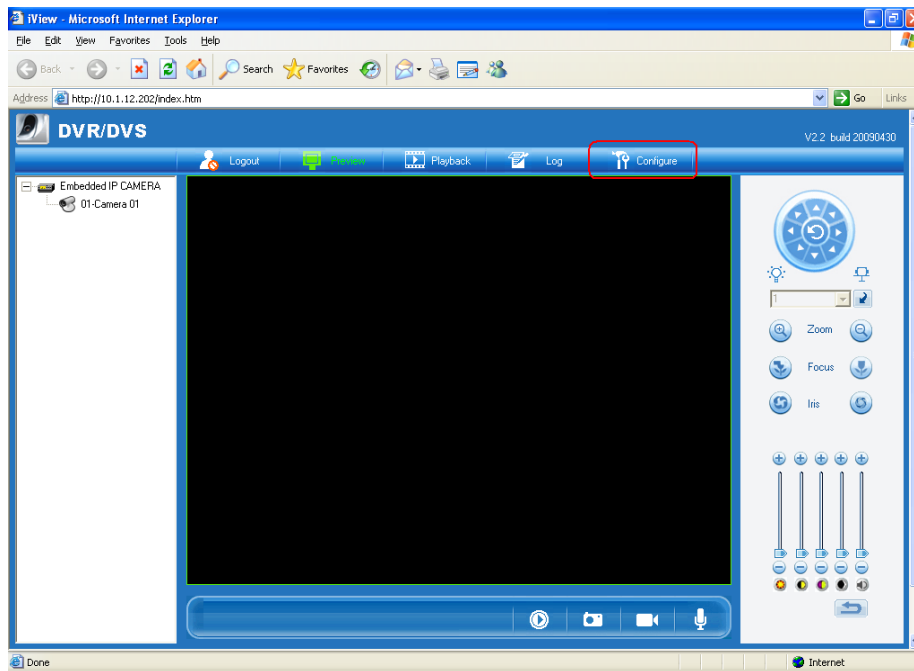 iView - Microsoft Internet Explorer
File Edit View Favorites Tools Help
Back Search Favorites
Address http://10.1.12.202/index.htm Go Links
DVR/DVS
V2.2 build 20090430
Logout Preview Playback Log Configure
Embedded IP CAMERA
01-Camera 01
1
Zoom
Focus
Iris
Done Internet